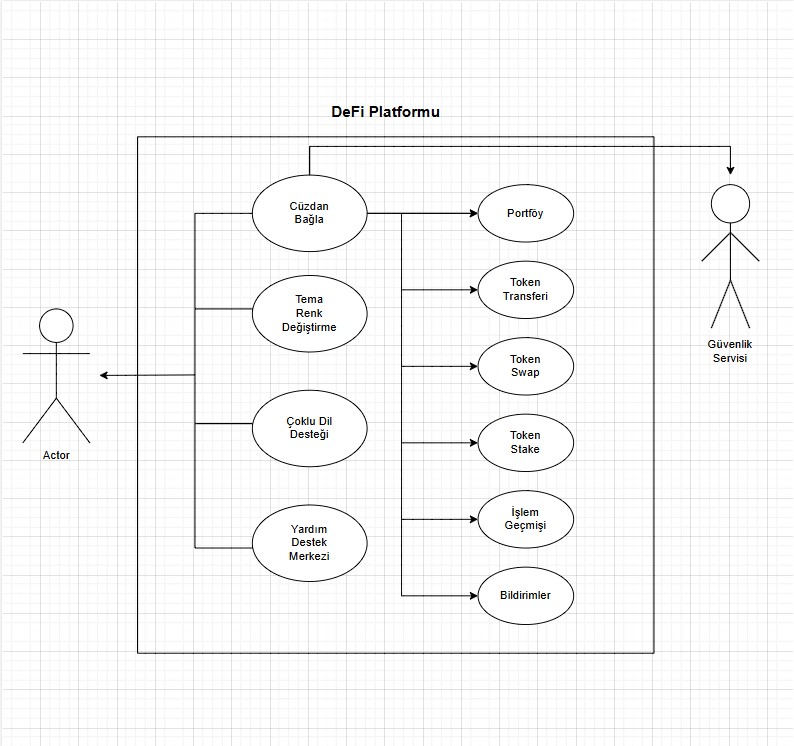 DeFi Platformu
Cüzdan
Bağla
Portföy
Tema
Renk
Değiştirme
Token
Transferi
Token
Swap
Güvenlik
Servisi
Çoklu Dil
Desteği
Token
Stake
Actor
Yardım
Destek
Merkezi
İşlem
Geçmişi
Bildirimler